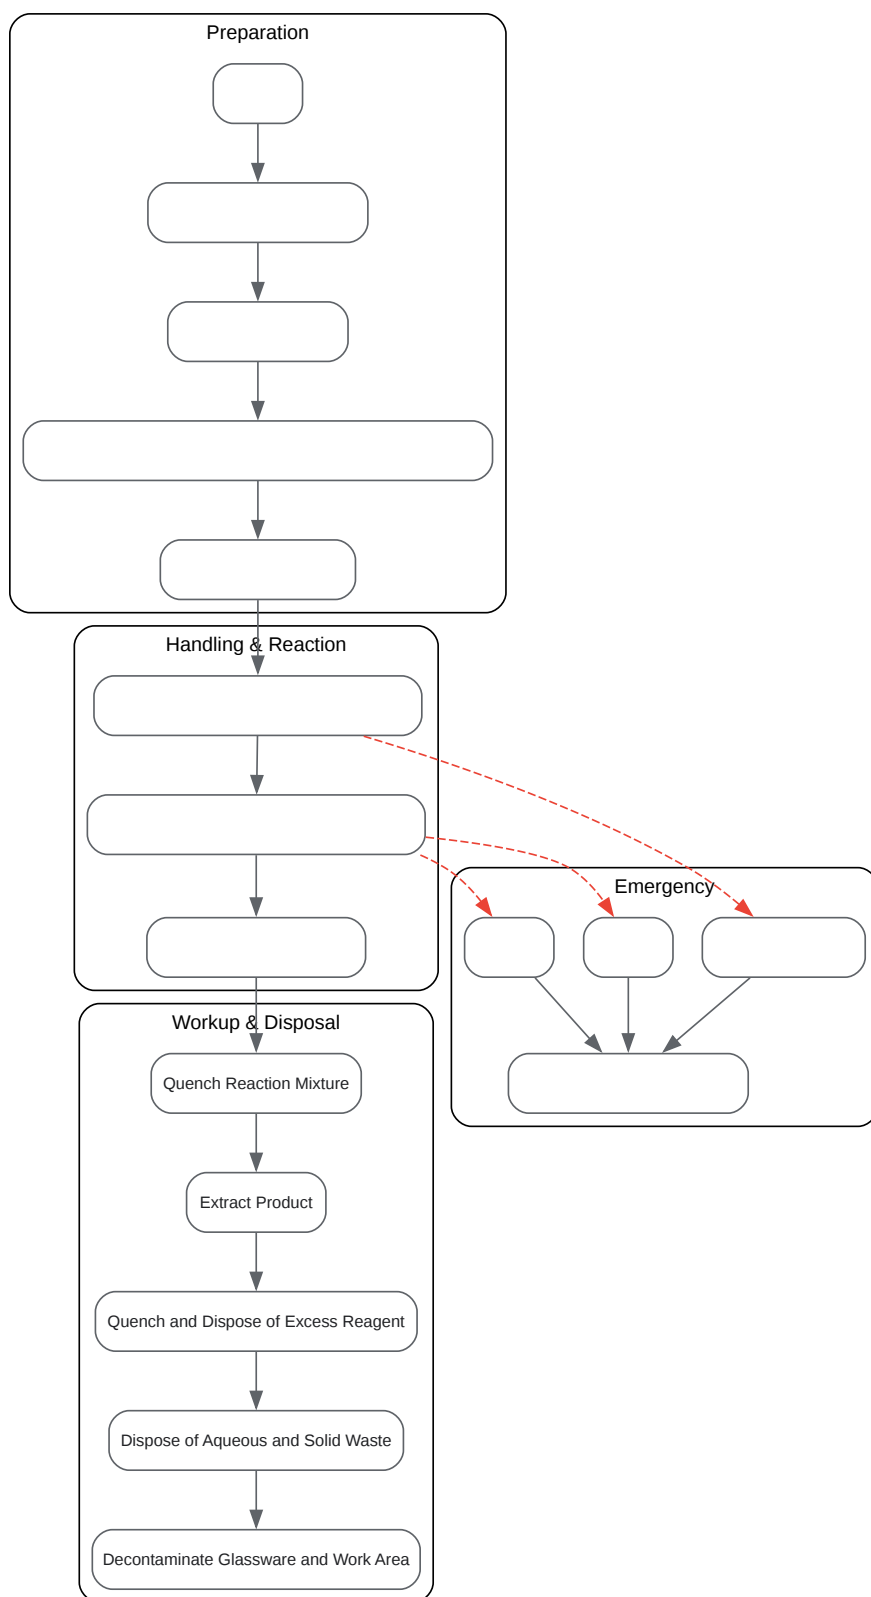 Preparation
Handling & Reaction
Emergency
Workup & Disposal
Quench Reaction Mixture
Extract Product
Quench and Dispose of Excess Reagent
Dispose of Aqueous and Solid Waste
Decontaminate Glassware and Work Area